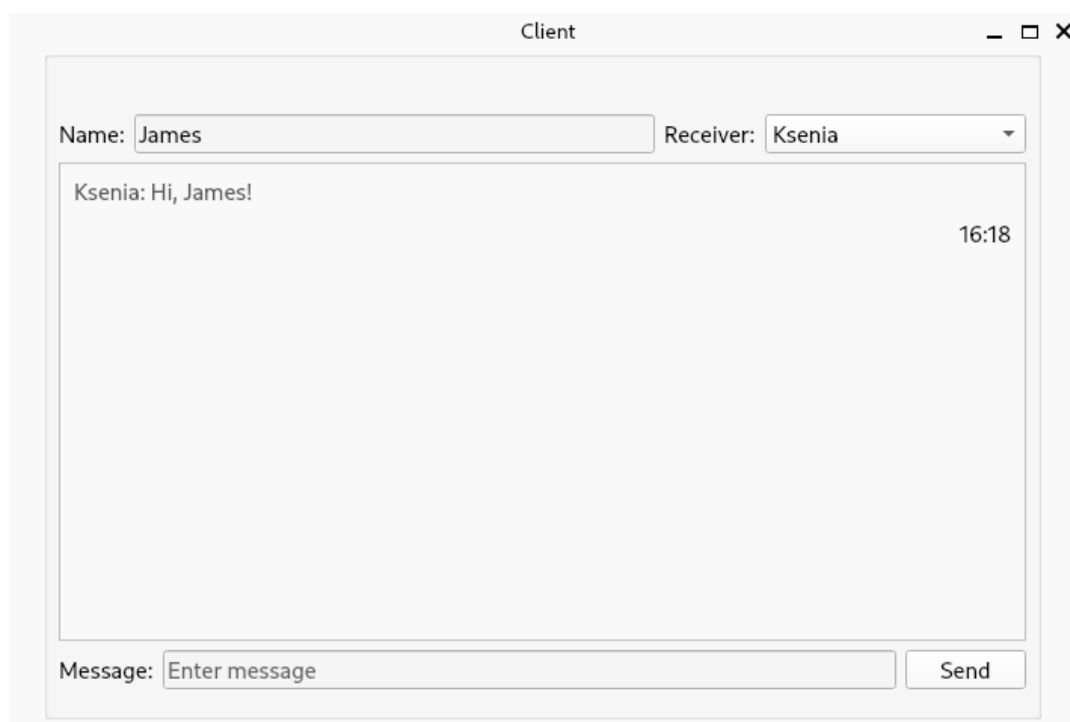 Client
Name: James Receiver: Ksenia
Ksenia: Hi, James!
16:18
Message: Enter message Send